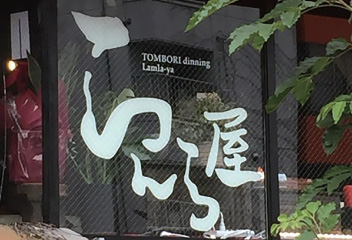 TOMBORI dinning
Lamla-ya
らんら屋